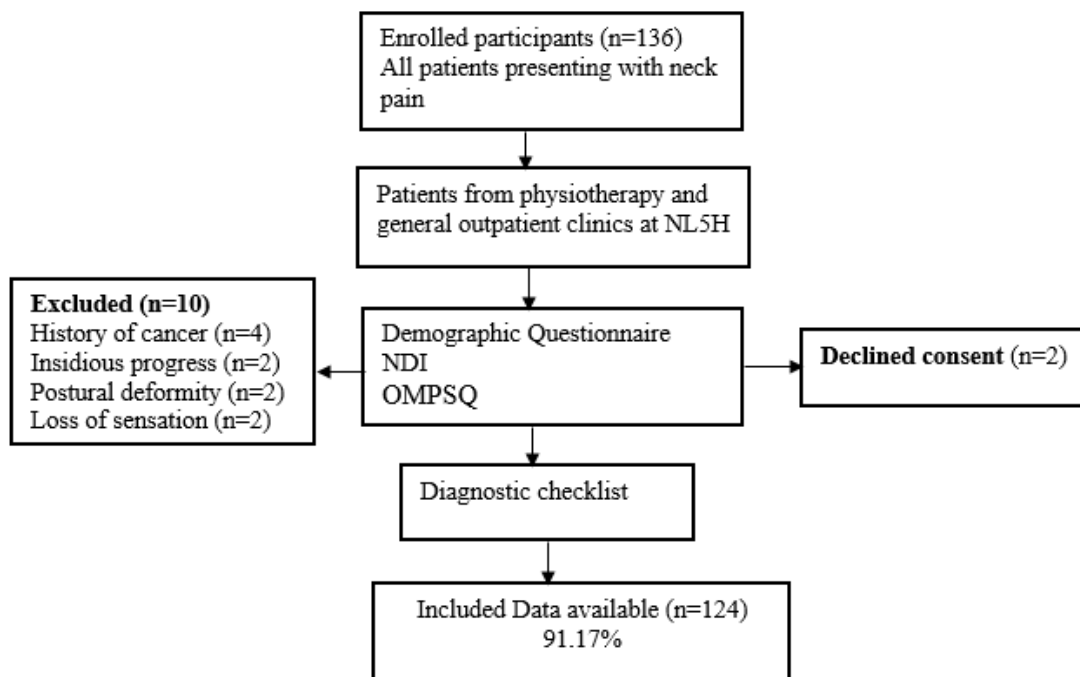 Enrolled participants (n=136)
All patients presenting with neck
pain
Patients from physiotherapy and
general outpatient clinics at NL5H
Excluded (n=10)
History of cancer (n=4)
Insidious progress (n=2)
Postural deformity (n=2)
Loss of sensation (n=2)
Demographic Questionnaire
NDI
OMPSQ
Declined consent (n=2)
Diagnostic checklist
Included Data available (n=124)
91.17%